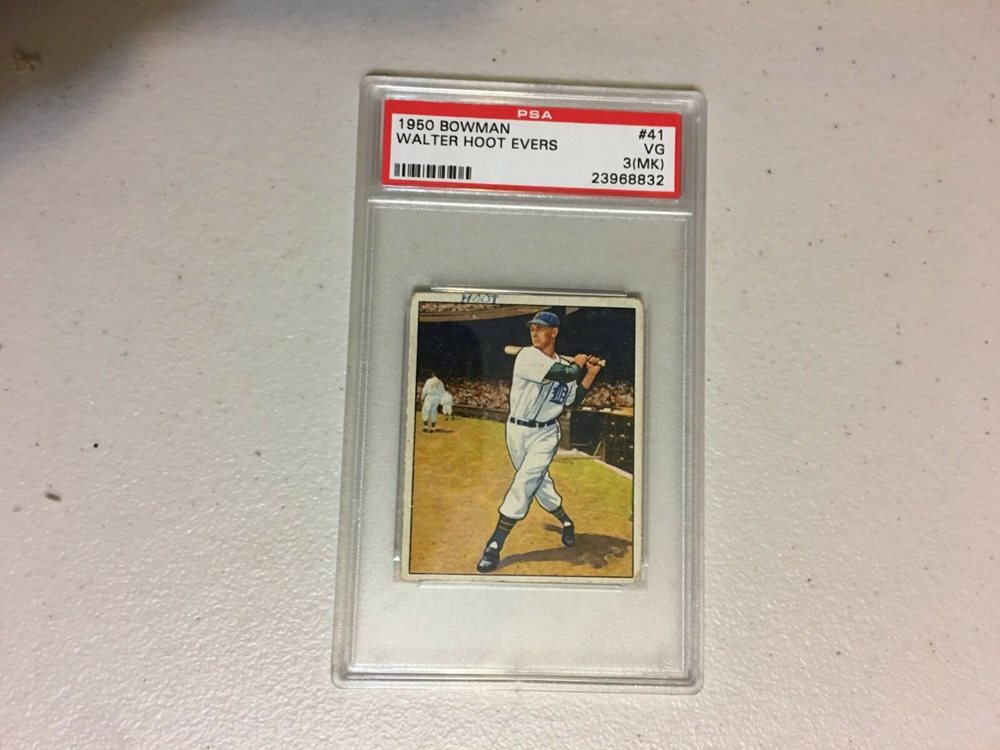 PSA
1950 BOWMAN #41
WALTER HOOT EVERS VG
3(MK)
23968832
HOOT
D